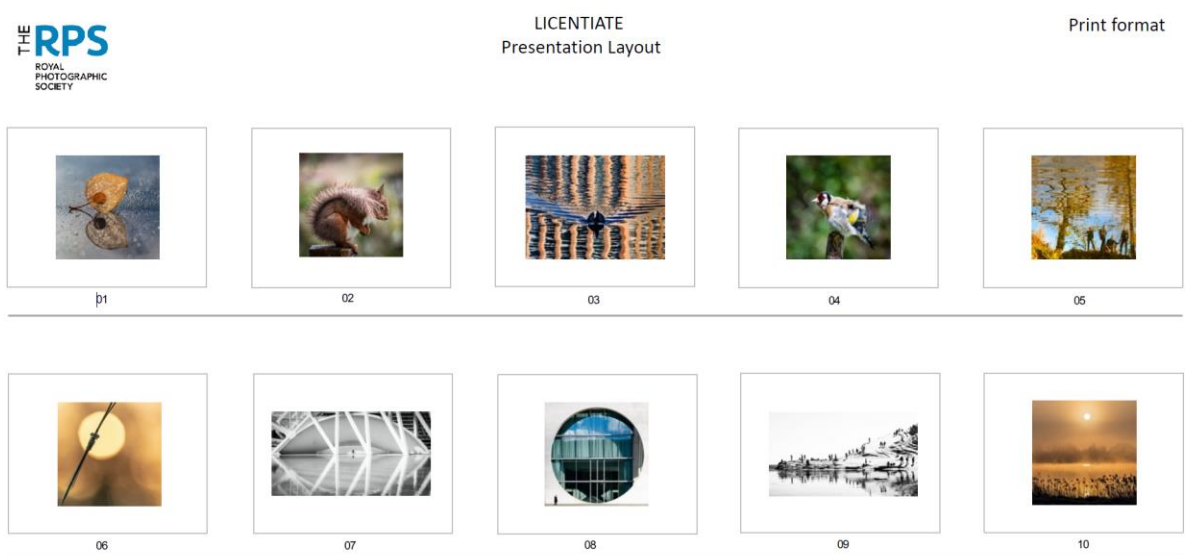 THE RPS
ROYAL
PHOTOGRAPHIC
SOCIETY
LICENTIATE
Presentation Layout
Print format
01
02
03
04
05
06
07
08
09
10